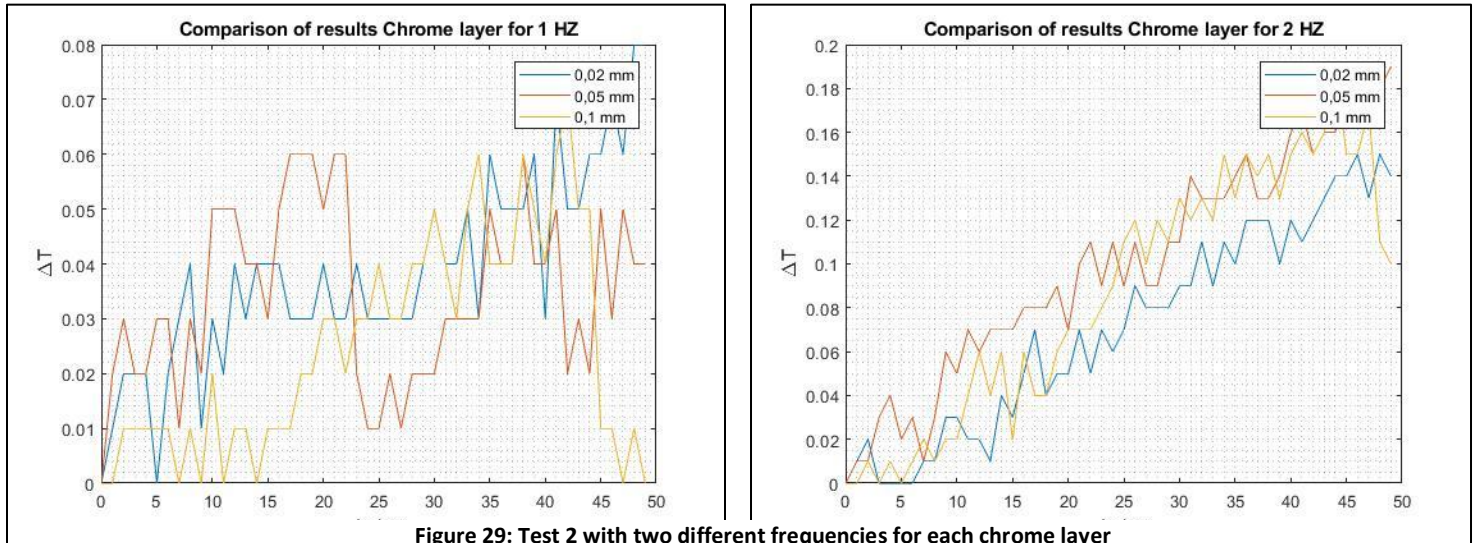 Comparison of results Chrome layer for 1 HZ
0.08
0.07
0.06
0.05
0.04
0.03
0.02
0.01
0
ΔT
0,02 mm
0,05 mm
0,1 mm
0 5 10 15 20 25 30 35 40 45 50
Comparison of results Chrome layer for 2 HZ
0.2
0.18
0.16
0.14
0.12
0.1
0.08
0.06
0.04
0.02
0
ΔT
0,02 mm
0,05 mm
0,1 mm
0 5 10 15 20 25 30 35 40 45 50
Figure 29: Test 2 with two different frequencies for each chrome layer